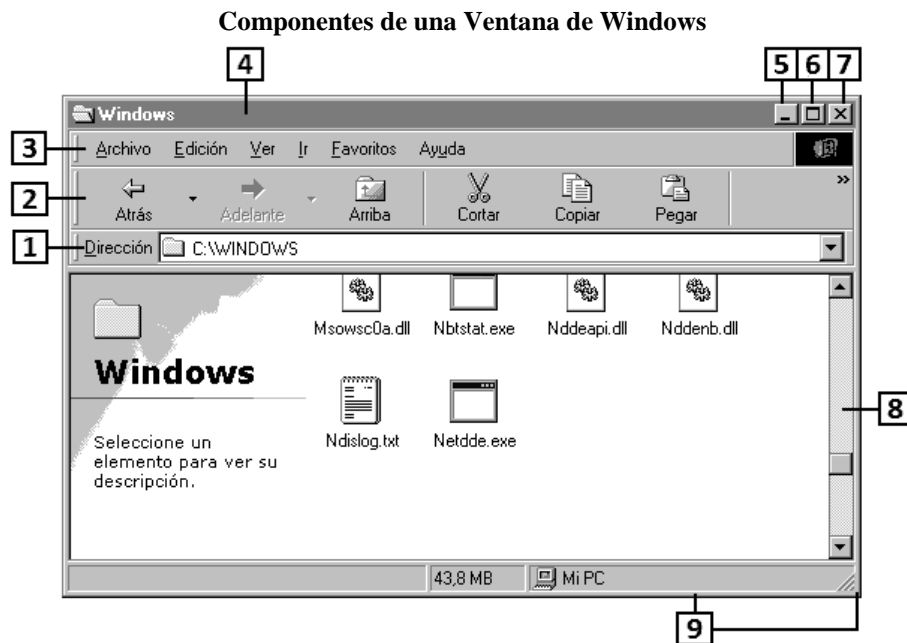 Componentes de una Ventana de Windows
4
5 6 7
Windows
3
Archivo Edición Ver Ir Favoritos Ayuda
2
Atrás Adelante Arriba Cortar Copiar Pegar
»
1
Dirección C:\WINDOWS
Msowsc0a.dll Nbtstat.exe Nddeapi.dll Nddenb.dll
Windows
8
Ndislog.txt Netdde.exe
Seleccione un
elemento para ver su
descripción.
43,8 MB Mi PC
9